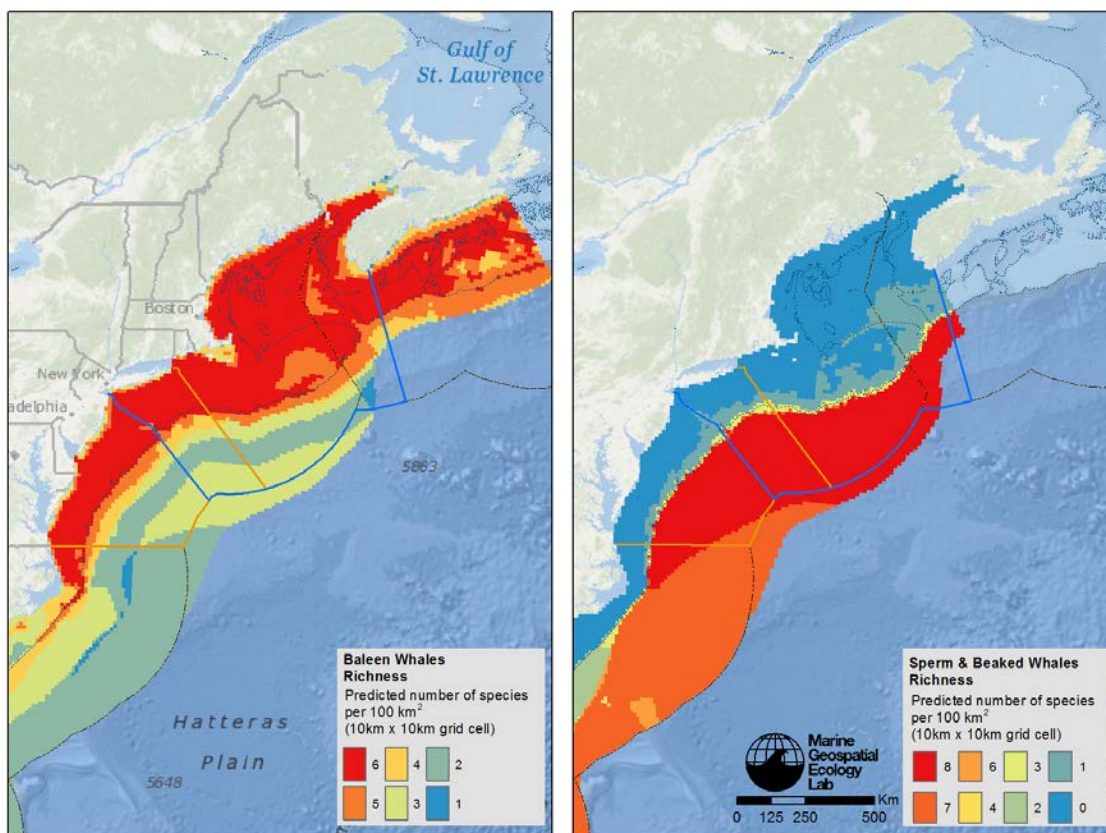 Gulf of
St. Lawrence
Boston
New York
adelphia
5863
Hatteras
Plain
5648
Baleen Whales
Richness
Predicted number of species
per 100 km²
(10km x 10km grid cell)
6 4 2
5 3 1
Sperm & Beaked Whales
Richness
Predicted number of species
per 100 km²
(10km x 10km grid cell)
8 6 3 1
7 4 2 0
Marine
Geospatial
Ecology
Lab
Km
0 125 250 500